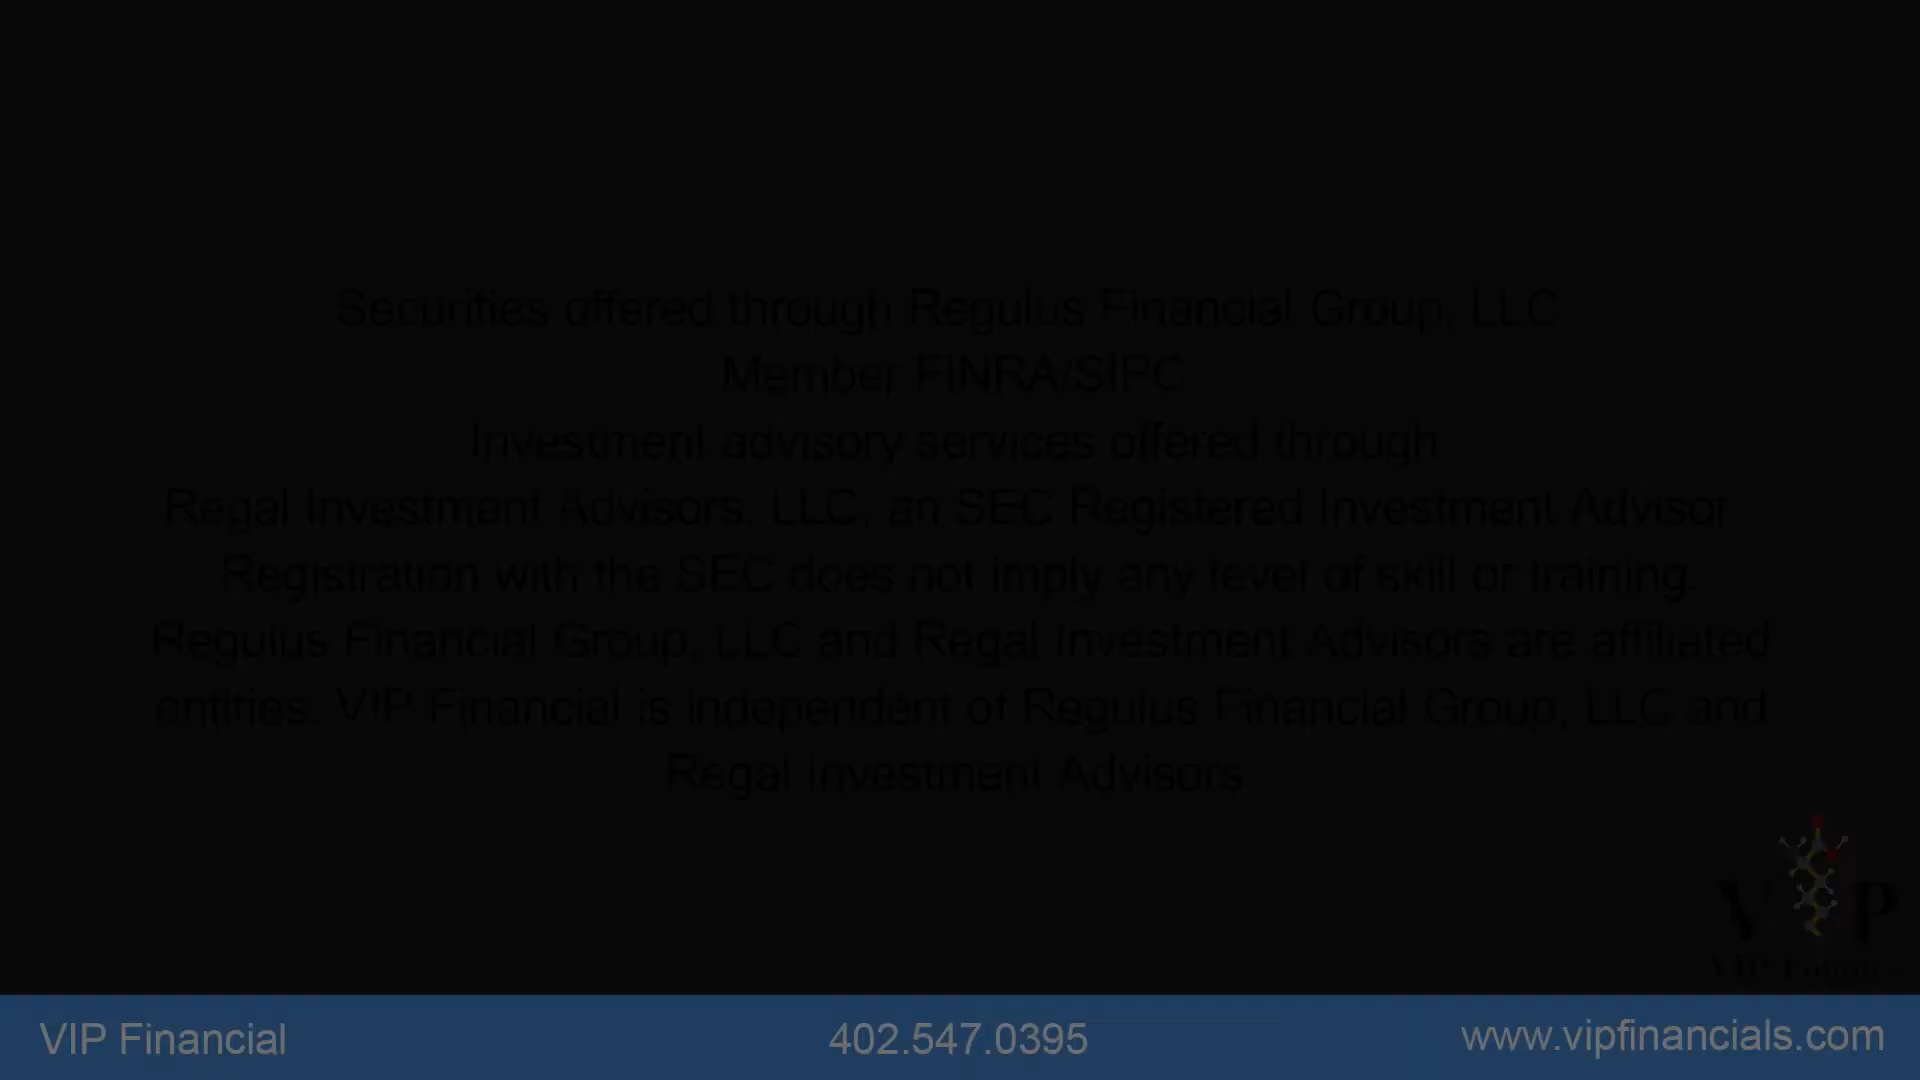 Securities offered through Regulus Financial Group, LLC
Member FINRA/SIPC.
Investment advisory services offered through
Regal Investment Advisors, LLC, an SEC Registered Investment Advisor
Registration with the SEC does not imply any level of skill or training.
Regulus Financial Group, LLC and Regal Investment Advisors are affiliated
entities. VIP Financial is independent of Regulus Financial Group, LLC and
Regal Investment Advisors
V P
VIP
VIP Financial
402.547.0395
www.vipfinancials.com